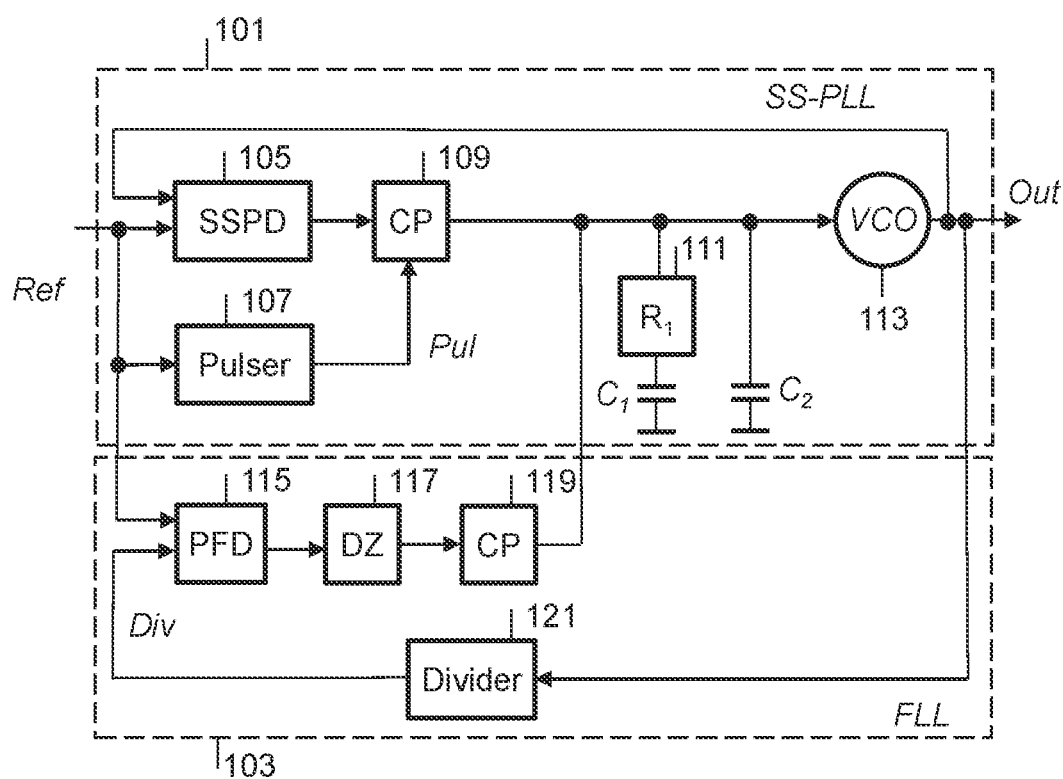 101
SS-PLL
105
109
SSPD
CP
VCO
Out
Ref
107
111
113
Pulser
Pul
R1
C1
C2
115
117
119
PFD
DZ
CP
Div
121
Divider
FLL
103